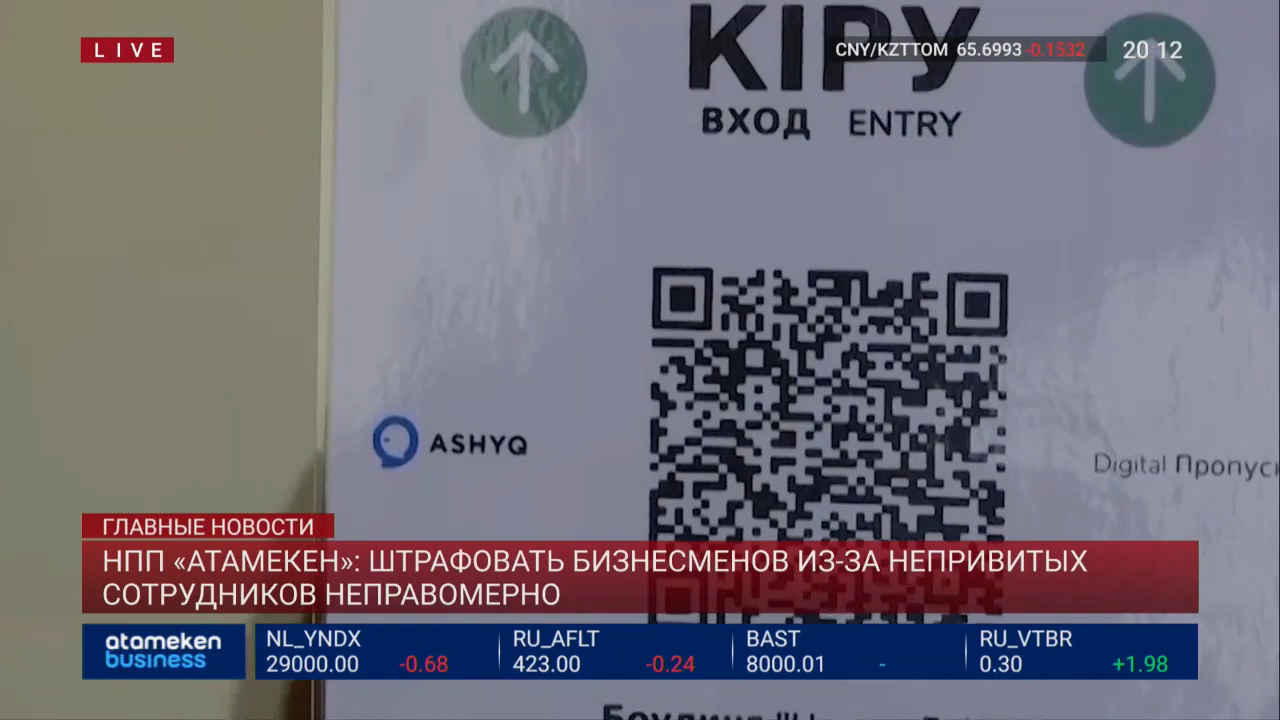 LIVE
КІРУ
CNY/KZTTOM 65.6993 -0.1532
20:12
ВХОД ENTRY
ASHYQ
Digital Пропуск
ГЛАВНЫЕ НОВОСТИ
НПП «АТАМЕКЕН»: ШТРАФОВАТЬ БИЗНЕСМЕНОВ ИЗ-ЗА НЕПРИВИТЫХ
СОТРУДНИКОВ НЕПРАВОМЕРНО
atameken
business
NL_YNDX RU_AFLT BAST RU_VTBR
29000.00 -0.68 423.00 -0.24 8000.01 - 0.30 +1.98